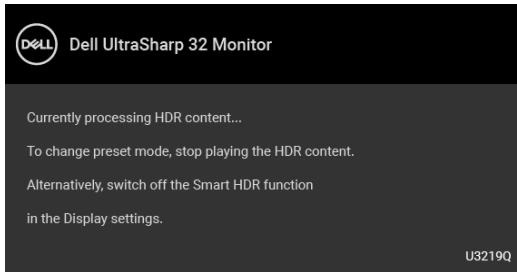 DELL
Dell UltraSharp 32 Monitor
Currently processing HDR content...
To change preset mode, stop playing the HDR content.
Alternatively, switch off the Smart HDR function
in the Display settings.
U3219Q